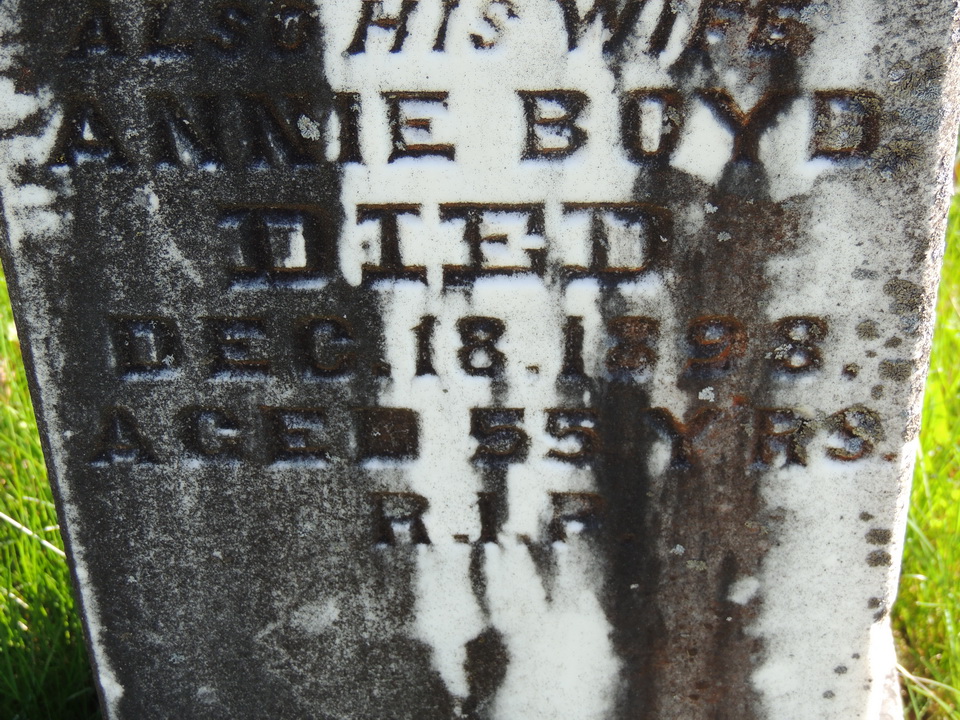 ALSO HIS WIFE
ANNIE BOYD
DIED
DEC. 18. 1898.
AGED 55 YRS.
R.I.P